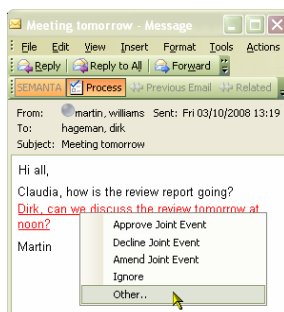 Meeting tomorrow - Message
File Edit View Insert Format Tools Actions
Reply Reply to All Forward
SEMANTA Process Previous Email Related
From: martin, williams Sent: Fri 03/10/2008 13:19
To: hageman, dirk
Subject: Meeting tomorrow
Hi all,
Claudia, how is the review report going?
Dirk, can we discuss the review tomorrow at
noon?
Martin
Approve Joint Event
Decline Joint Event
Amend Joint Event
Ignore
Other..